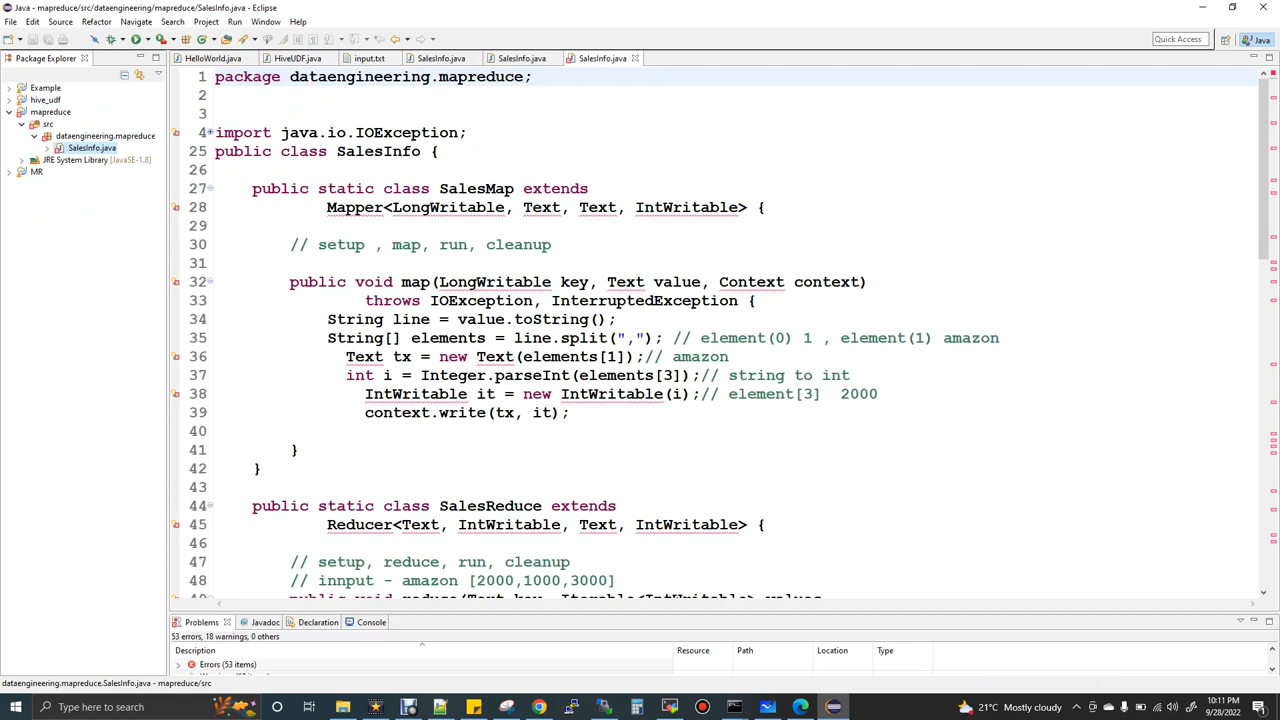 Java - mapreduce/src/dataengineering/mapreduce/SalesInfo.java - Eclipse
File Edit Source Refactor Navigate Search Project Run Window Help
Quick Access
Java
Package Explorer
HelloWorld.java
HiveUDF.java
input.txt
SalesInfo.java
SalesInfo.java
SalesInfo.java
Example
hive_udf
mapreduce
src
dataengineering.mapreduce
SalesInfo.java
JRE System Library [JavaSE-1.8]
MR
1 package dataengineering.mapreduce;
2
3
4 import java.io.IOException;
25 public class SalesInfo {
26
27 public static class SalesMap extends
28 Mapper<LongWritable, Text, Text, IntWritable> {
29
30 // setup , map, run, cleanup
31
32 public void map(LongWritable key, Text value, Context context)
33 throws IOException, InterruptedException {
34 String line = value.toString();
35 String[] elements = line.split(","); // element(0) 1 , element(1) amazon
36 Text tx = new Text(elements[1]);// amazon
37 int i = Integer.parseInt(elements[3]);// string to int
38 IntWritable it = new IntWritable(i);// element[3]  2000
39 context.write(tx, it);
40
41 }
42 }
43
44 public static class SalesReduce extends
45 Reducer<Text, IntWritable, Text, IntWritable> {
46
47 // setup, reduce, run, cleanup
48 // innput - amazon [2000,1000,3000]
49 public void reduce(Text key, Iterable<IntWritable> values
Problems Javadoc Declaration Console
53 errors, 18 warnings, 0 others
Description Resource Path Location Type
Errors (53 items)
dataengineering.mapreduce.SalesInfo.java - mapreduce/src
Type here to search
21°C Mostly cloudy
ENG
10:11 PM
9/28/2022